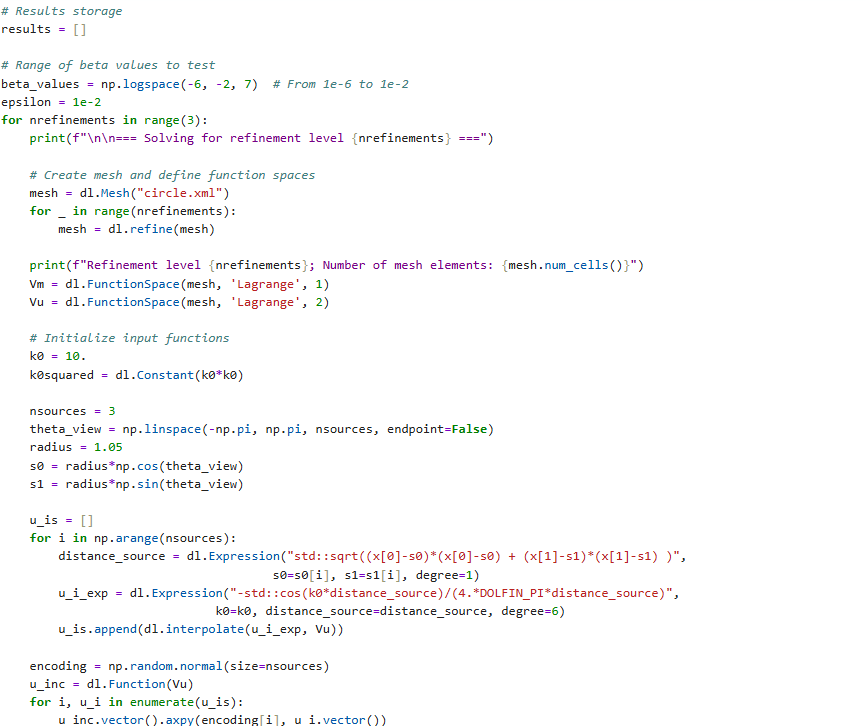 # Results storage
results = []

# Range of beta values to test
beta_values = np.logspace(-6, -2, 7)  # From 1e-6 to 1e-2
epsilon = 1e-2
for nrefinements in range(3):
    print(f"\n\n=== Solving for refinement level {nrefinements} ===")

    # Create mesh and define function spaces
    mesh = dl.Mesh("circle.xml")
    for _ in range(nrefinements):
        mesh = dl.refine(mesh)

    print(f"Refinement level {nrefinements}; Number of mesh elements: {mesh.num_cells()}")
    Vm = dl.FunctionSpace(mesh, 'Lagrange', 1)
    Vu = dl.FunctionSpace(mesh, 'Lagrange', 2)

    # Initialize input functions
    k0 = 10.
    k0squared = dl.Constant(k0*k0)

    nsources = 3
    theta_view = np.linspace(-np.pi, np.pi, nsources, endpoint=False)
    radius = 1.05
    s0 = radius*np.cos(theta_view)
    s1 = radius*np.sin(theta_view)

    u_is = []
    for i in np.arange(nsources):
        distance_source = dl.Expression("std::sqrt((x[0]-s0)*(x[0]-s0) + (x[1]-s1)*(x[1]-s1) )",
                                      s0=s0[i], s1=s1[i], degree=1)
        u_i_exp = dl.Expression("-std::cos(k0*distance_source)/(4.*DOLFIN_PI*distance_source)",
                              k0=k0, distance_source=distance_source, degree=6)
        u_is.append(dl.interpolate(u_i_exp, Vu))

    encoding = np.random.normal(size=nsources)
    u_inc = dl.Function(Vu)
    for i, u_i in enumerate(u_is):
        u_inc.vector().axpy(encoding[i], u_i.vector())